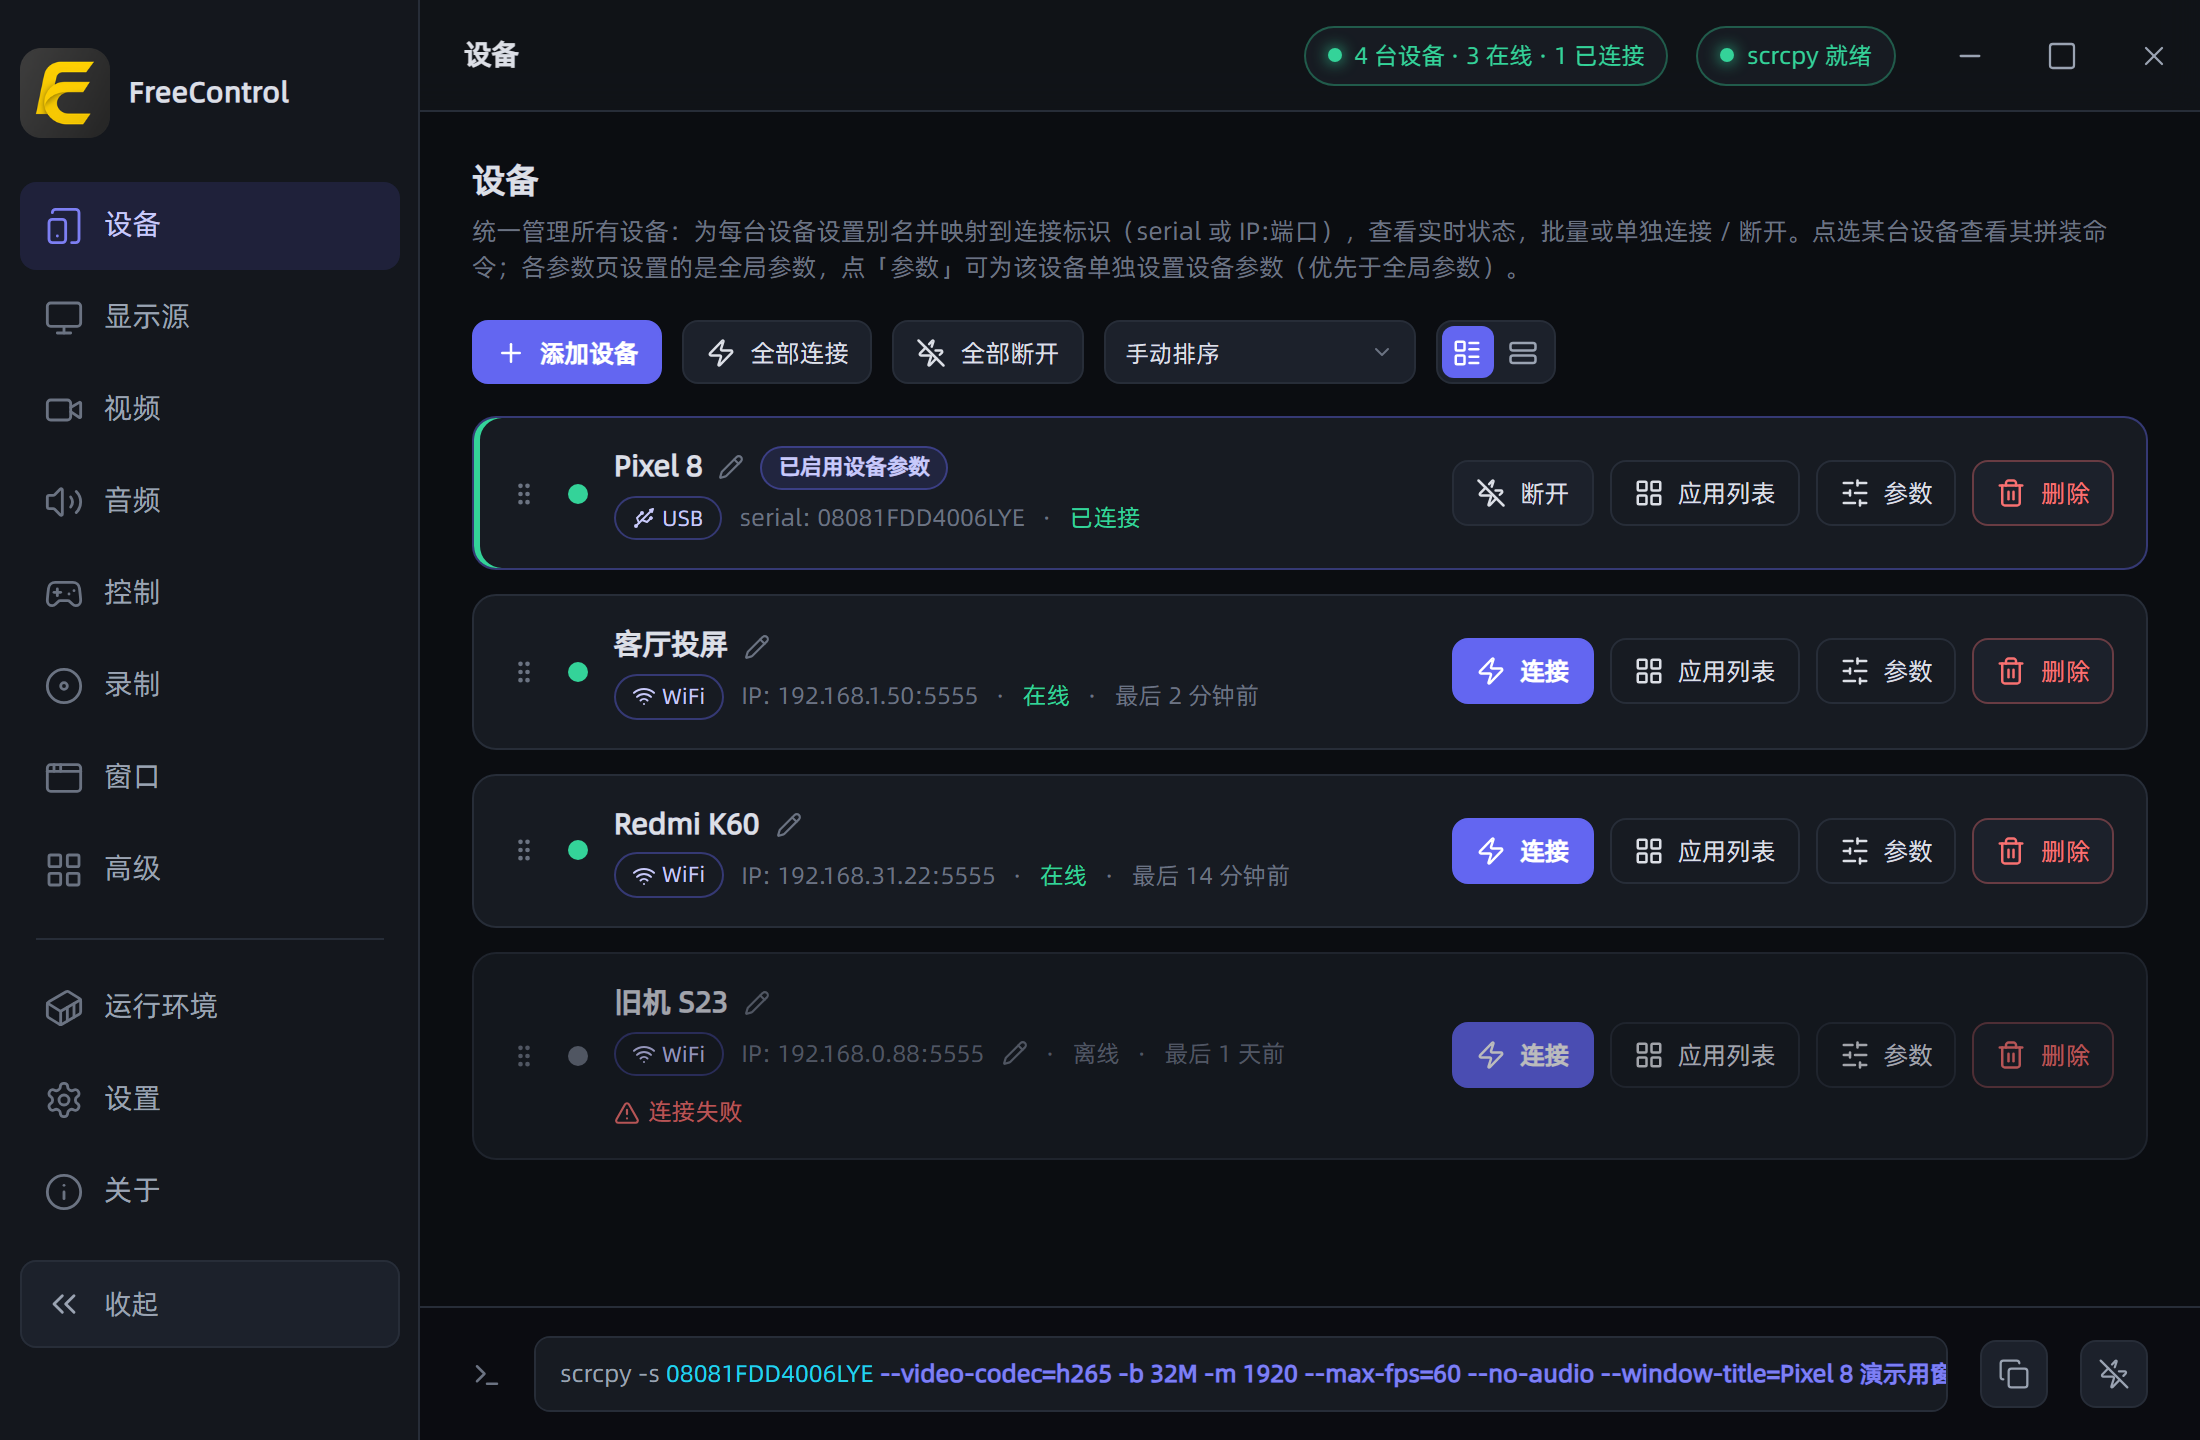 FreeControl
设备
显示源
视频
音频
控制
录制
窗口
高级
运行环境
设置
关于
收起
设备
4 台设备 · 3 在线 · 1 已连接
scrcpy 就绪
设备
统一管理所有设备：为每台设备设置别名并映射到连接标识（serial 或 IP:端口），查看实时状态，批量或单独连接 / 断开。点选某台设备查看其拼装命
令；各参数页设置的是全局参数，点「参数」可为该设备单独设置设备参数（优先于全局参数）。
添加设备
全部连接
全部断开
手动排序
Pixel 8
已启用设备参数
USB
serial: 08081FDD4006LYE · 已连接
断开
应用列表
参数
删除
客厅投屏
WiFi
IP: 192.168.1.50:5555 · 在线 · 最后 2 分钟前
连接
应用列表
参数
删除
Redmi K60
WiFi
IP: 192.168.31.22:5555 · 在线 · 最后 14 分钟前
连接
应用列表
参数
删除
旧机 S23
WiFi
IP: 192.168.0.88:5555 · 离线 · 最后 1 天前
连接失败
连接
应用列表
参数
删除
scrcpy -s 08081FDD4006LYE --video-codec=h265 -b 32M -m 1920 --max-fps=60 --no-audio --window-title=Pixel 8 演示用窗